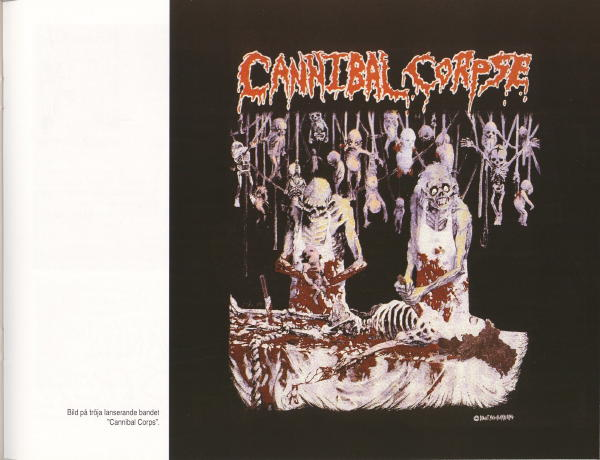 CANNIBAL CORPSE
Bild på tröja lanserande bandet
"Cannibal Corps".